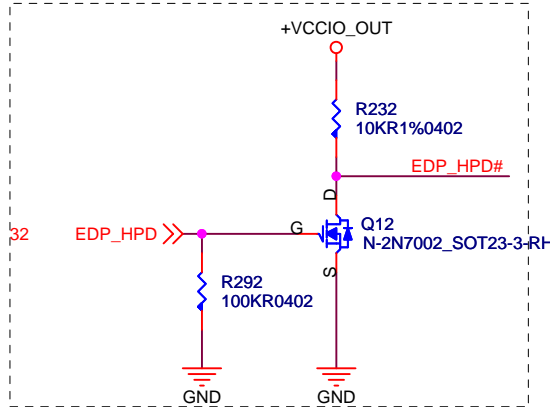 +VCCIO_OUT
R232
10KR1%0402
EDP_HPD#
D
Q12
G
N-2N7002_SOT23-3-RH
32 EDP_HPD
S
R292
100KR0402
GND GND